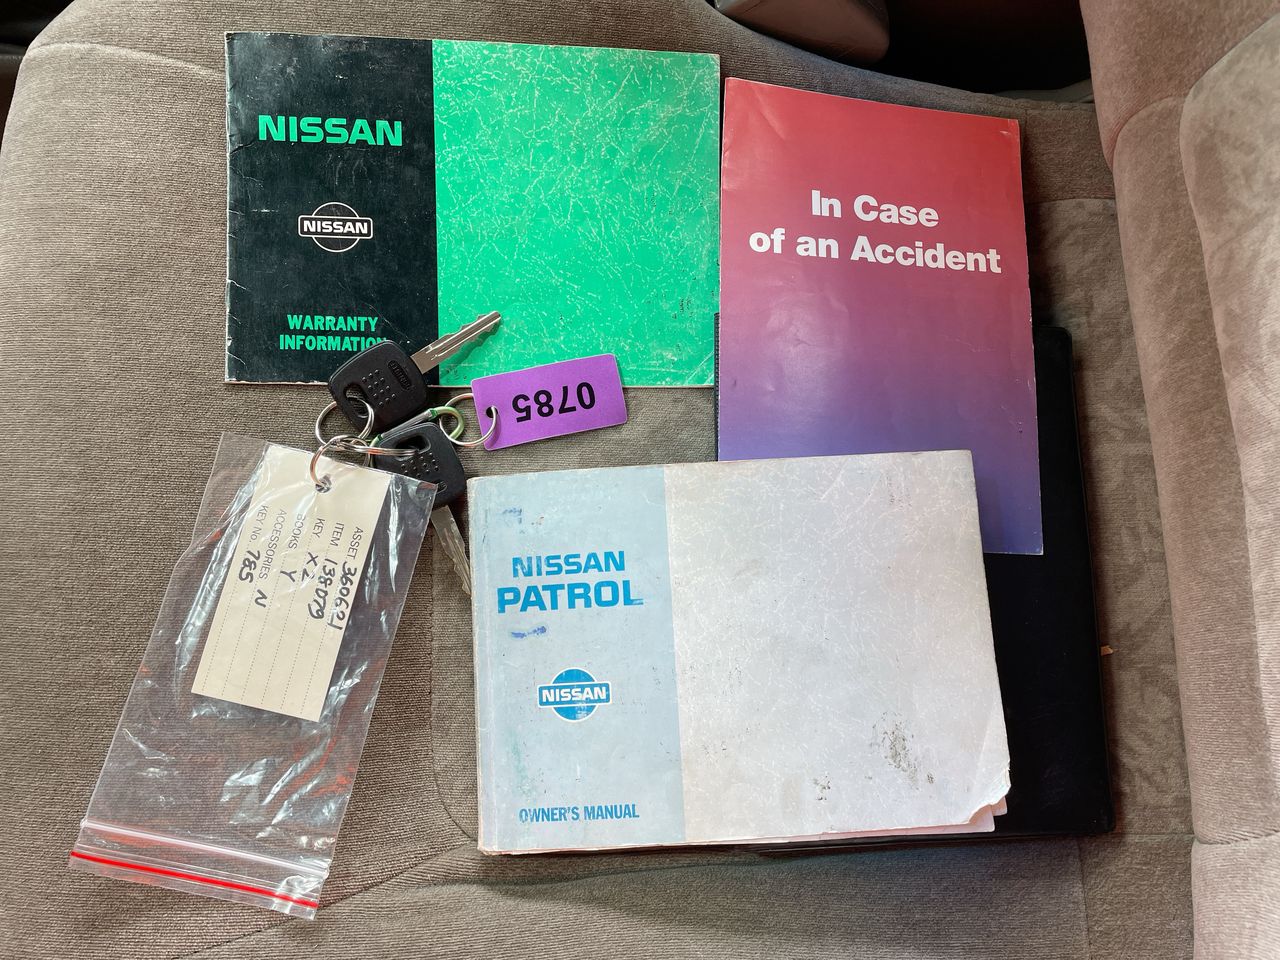 NISSAN
NISSAN
WARRANTY
INFORMATION
In Case
of an Accident
0785
ASSET 360621
ITEM 138079
KEY X2
BOOKS Y
ACCESSORIES N
KEY No. 785
NISSAN
PATROL
NISSAN
OWNER'S MANUAL